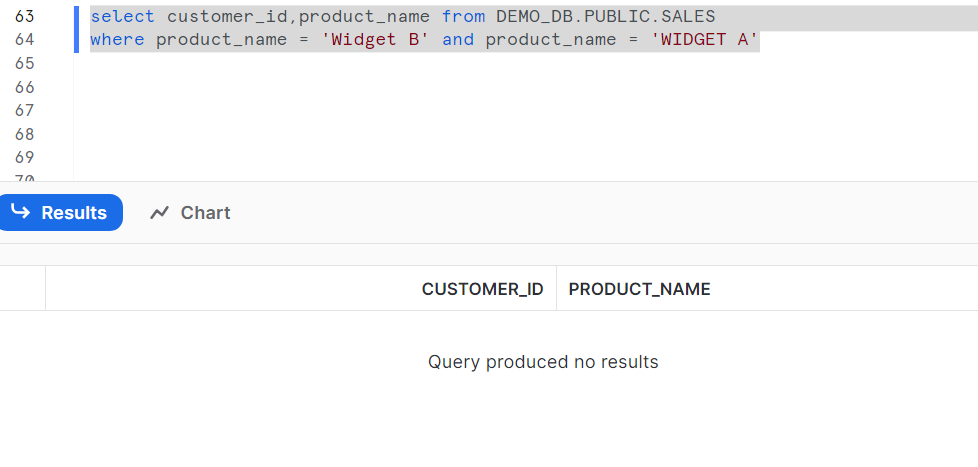 63 select customer_id,product_name from DEMO_DB.PUBLIC.SALES
64 where product_name = 'Widget B' and product_name = 'WIDGET A'
65
66
67
68
69
70
Results Chart
CUSTOMER_ID PRODUCT_NAME
Query produced no results